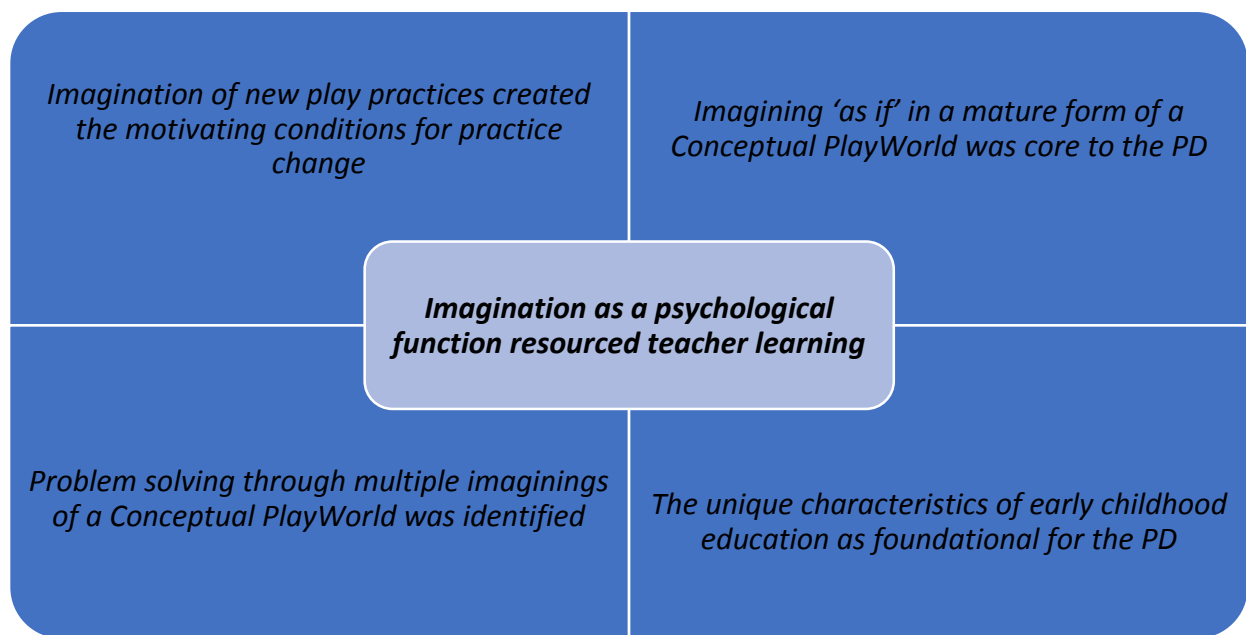 Imagination of new play practices created
the motivating conditions for practice
change
Imagining ‘as if’ in a mature form of a
Conceptual PlayWorld was core to the PD
Imagination as a psychological
function resourced teacher learning
Problem solving through multiple imaginings
of a Conceptual PlayWorld was identified
The unique characteristics of early childhood
education as foundational for the PD